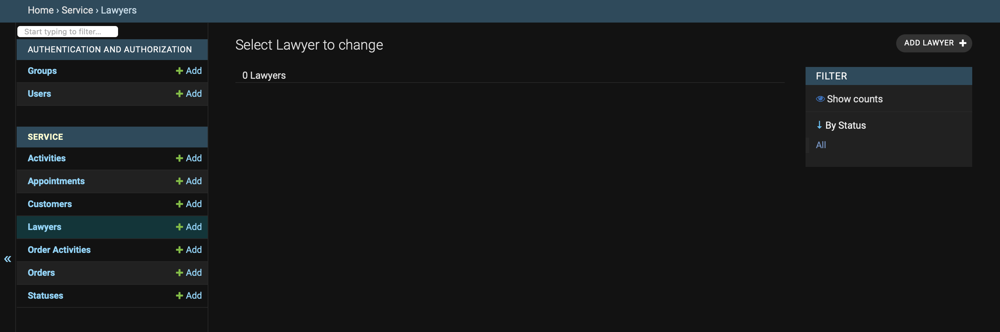 Home › Service › Lawyers
Start typing to filter...
AUTHENTICATION AND AUTHORIZATION
Groups + Add
Users + Add
SERVICE
Activities + Add
Appointments + Add
Customers + Add
Lawyers + Add
Order Activities + Add
Orders + Add
Statuses + Add
«
Select Lawyer to change
ADD LAWYER +
0 Lawyers
FILTER
Show counts
↓ By Status
All